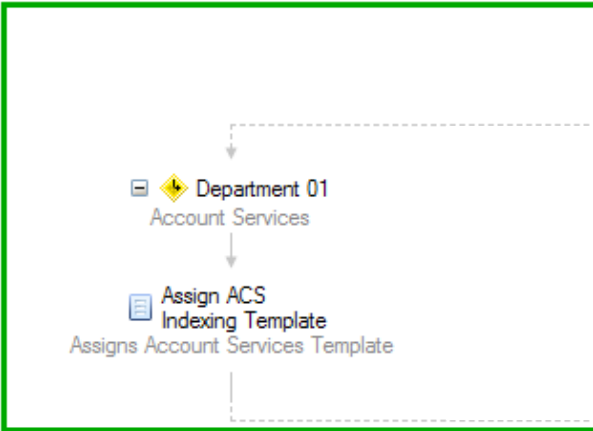 Department 01
Account Services
Assign ACS
Indexing Template
Assigns Account Services Template